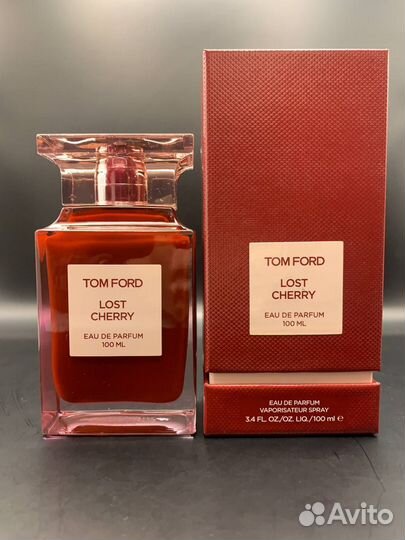 TOM FORD
LOST
CHERRY
EAU DE PARFUM
100 ML
TOM FORD
LOST
CHERRY
EAU DE PARFUM
100 ML
EAU DE PARFUM
VAPORISATEUR SPRAY
3.4 FL. OZ./OZ. LIQ./100 ml ℮
Avito